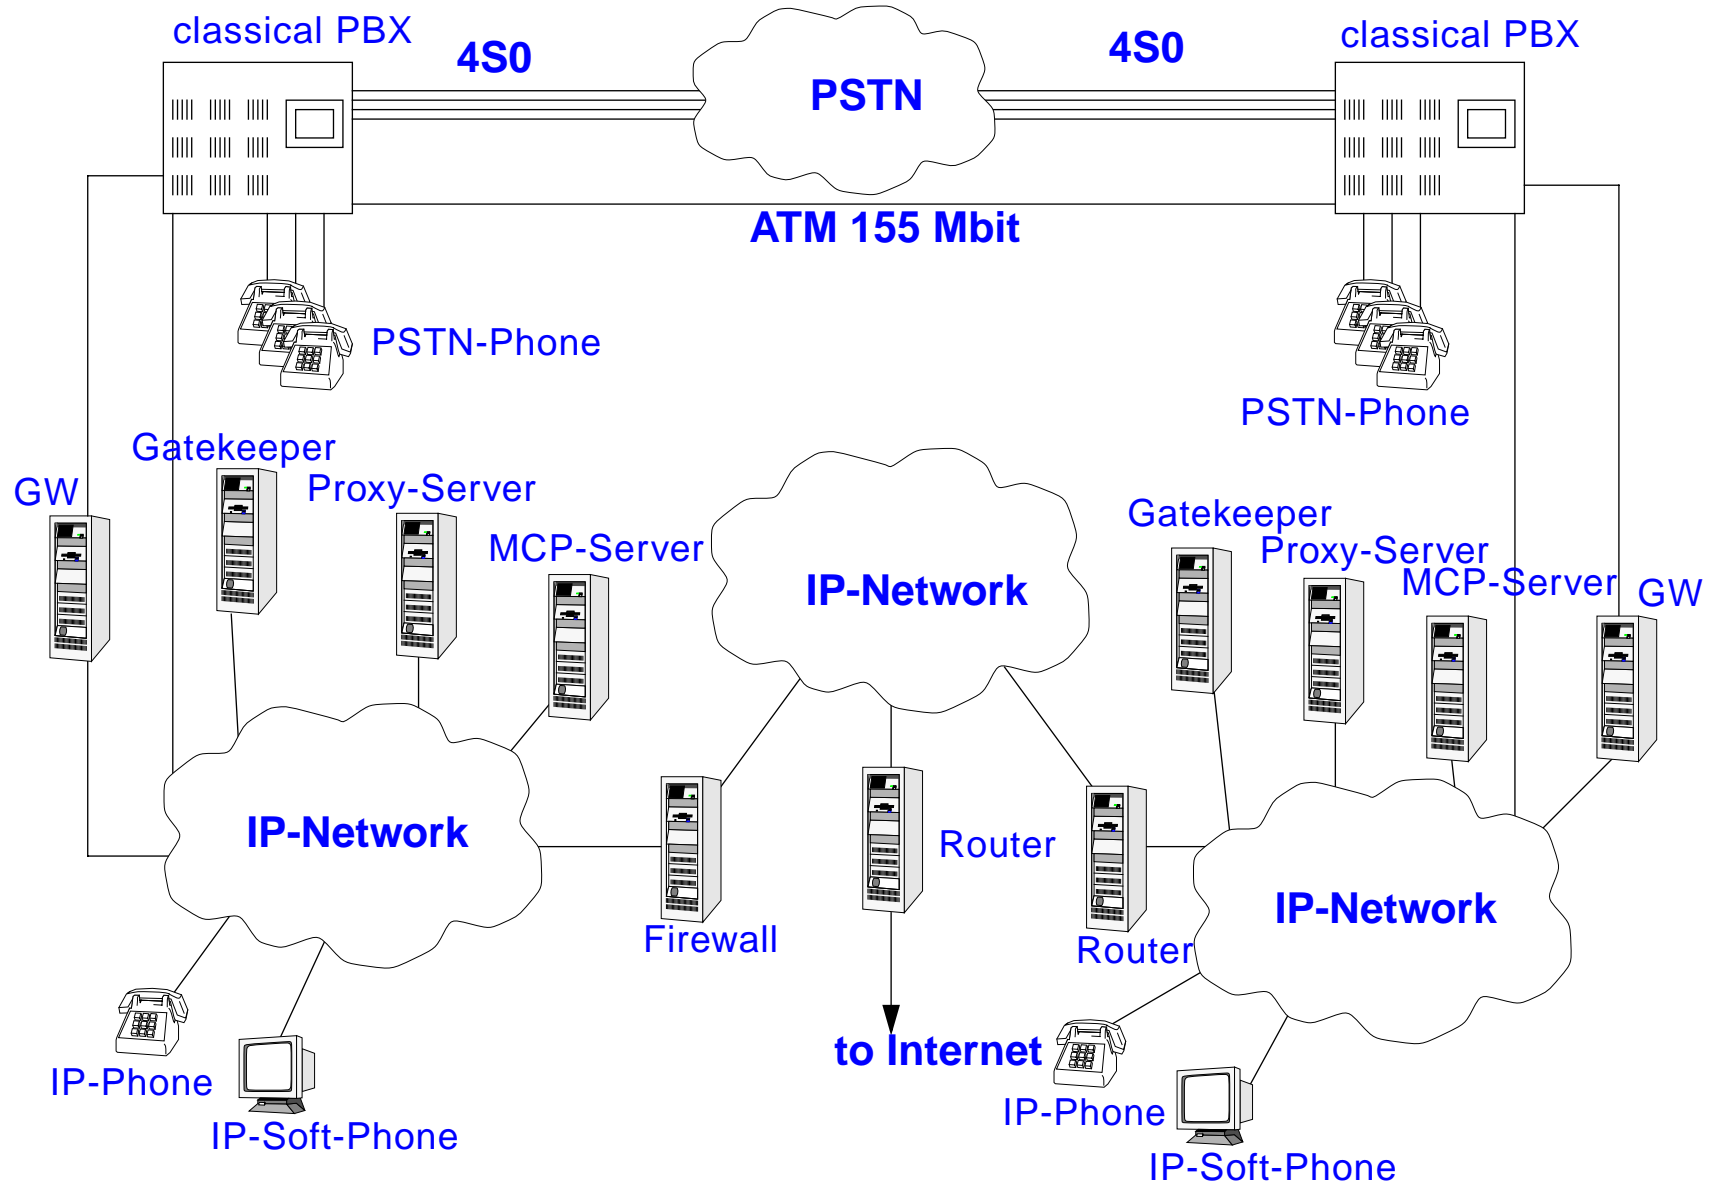 classical PBX
4S0
4S0
classical PBX
PSTN
ATM 155 Mbit
PSTN-Phone
PSTN-Phone
Gatekeeper
GW
Proxy-Server
MCP-Server
Gatekeeper
Proxy-Server
MCP-Server
GW
IP-Network
IP-Network
Router
IP-Network
Firewall
Router
to Internet
IP-Phone
IP-Soft-Phone
IP-Phone
IP-Soft-Phone